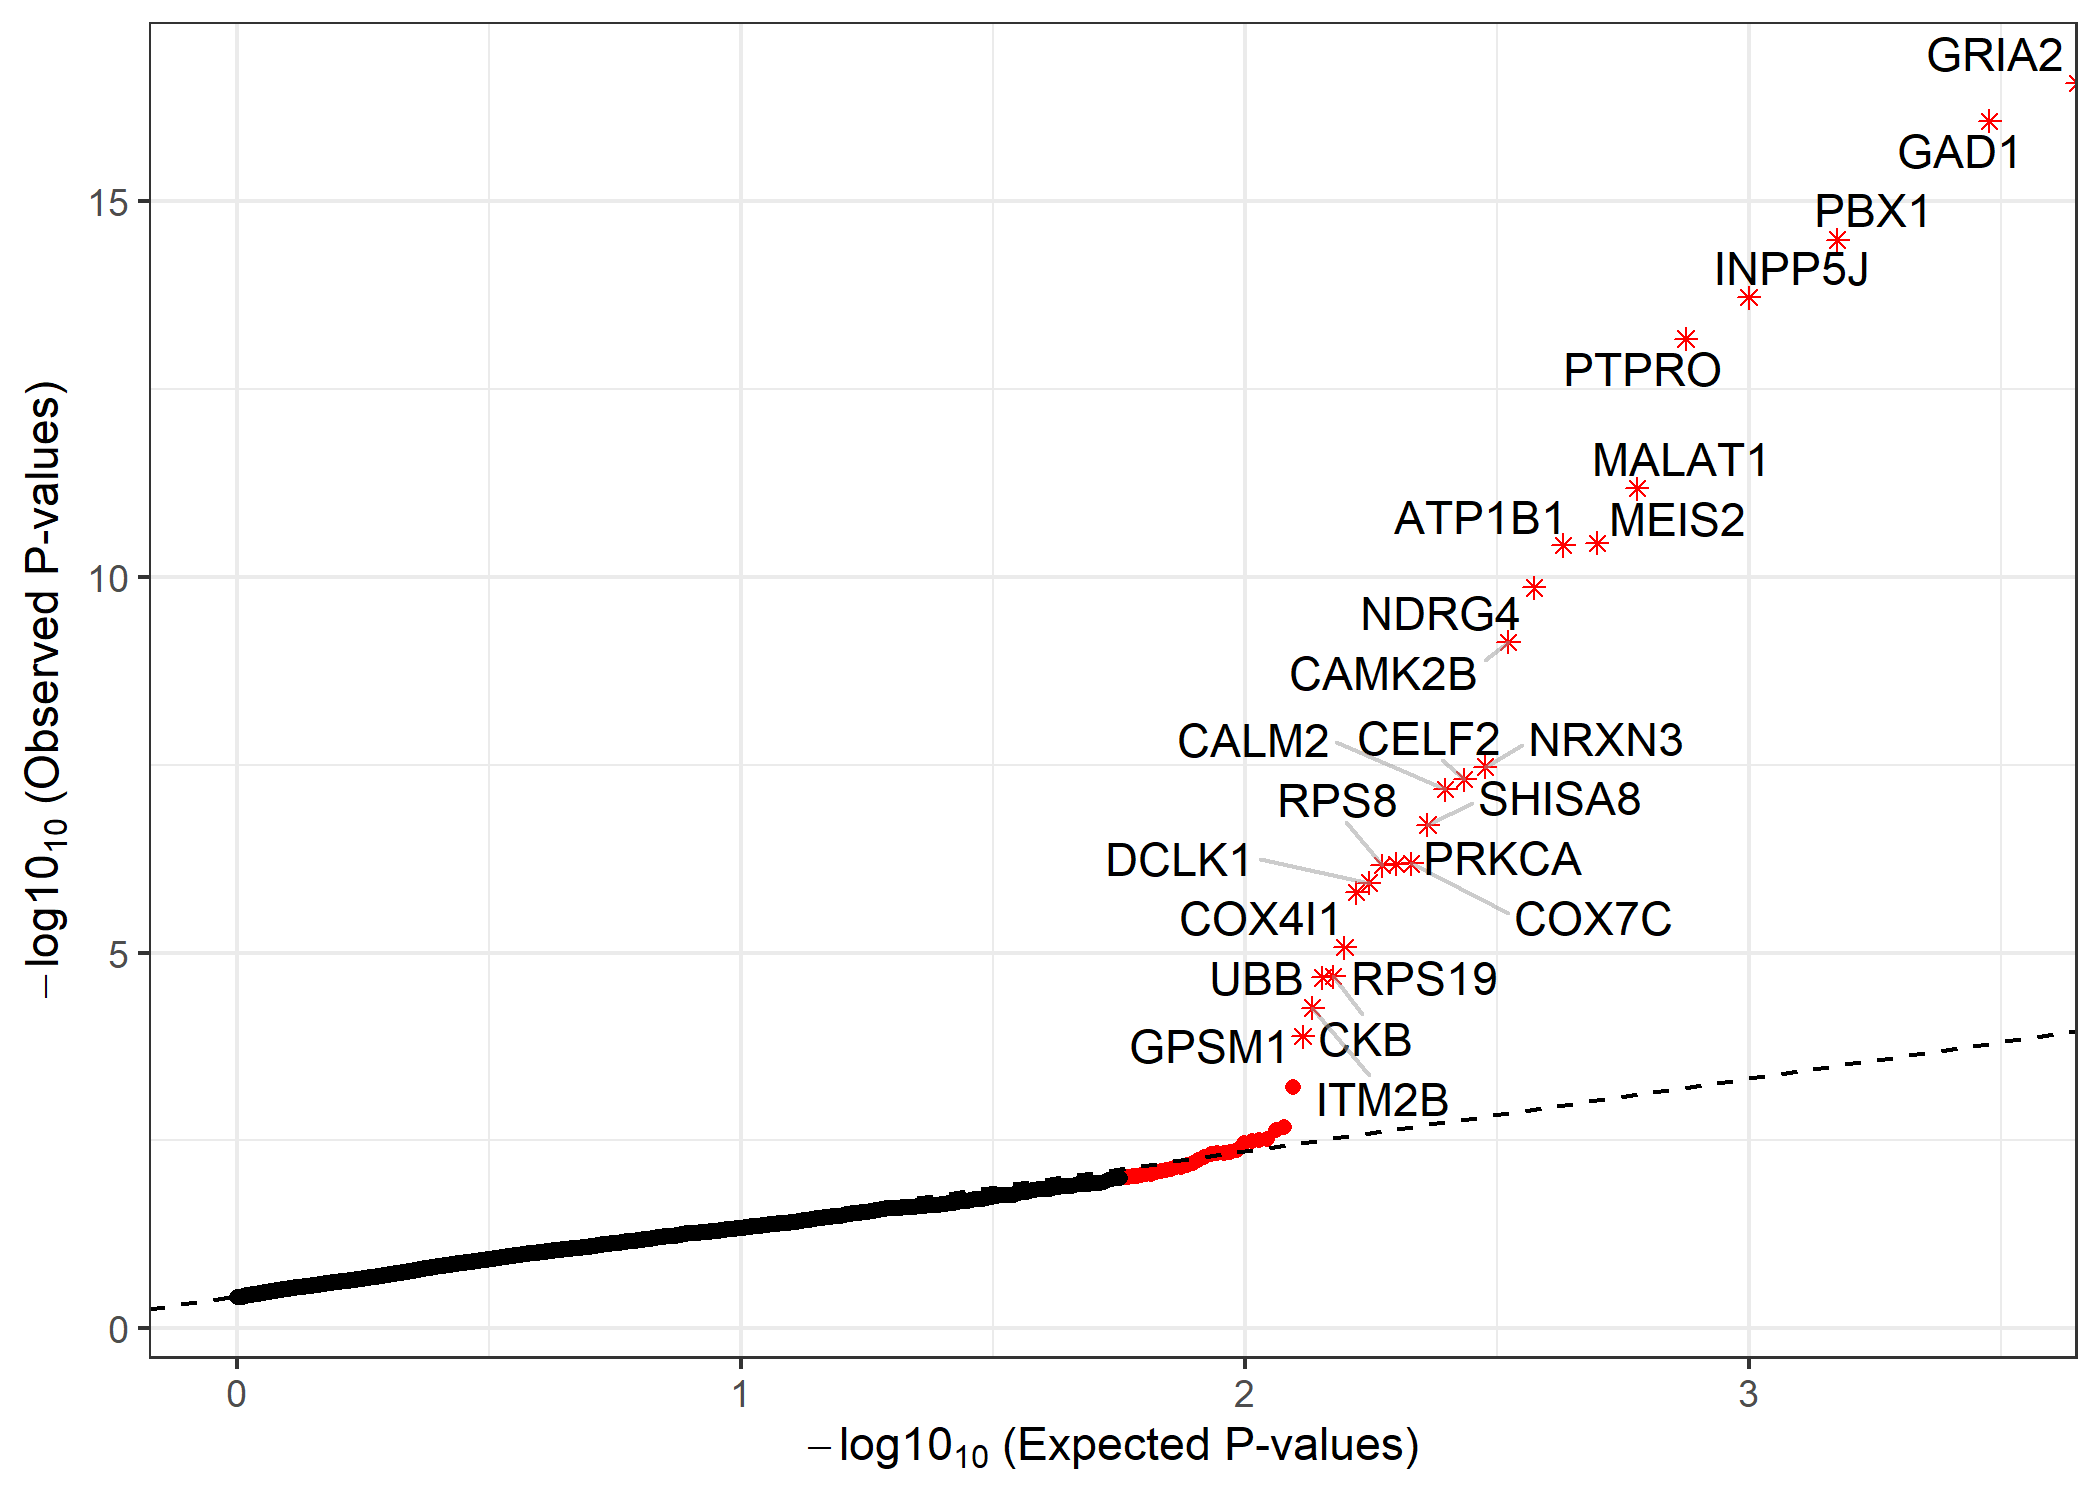 GRIA2
GAD1
15
PBX1
INPP5J
PTPRO
MALAT1
ATP1B1
MEIS2
10
NDRG4
CAMK2B
CALM2
CELF2
NRXN3
RPS8
SHISA8
DCLK1
PRKCA
COX4I1
COX7C
5
UBB
RPS19
GPSM1
CKB
ITM2B
0
0 1 2 3
−log10₁₀ (Expected P-values)
−log10₁₀ (Observed P-values)